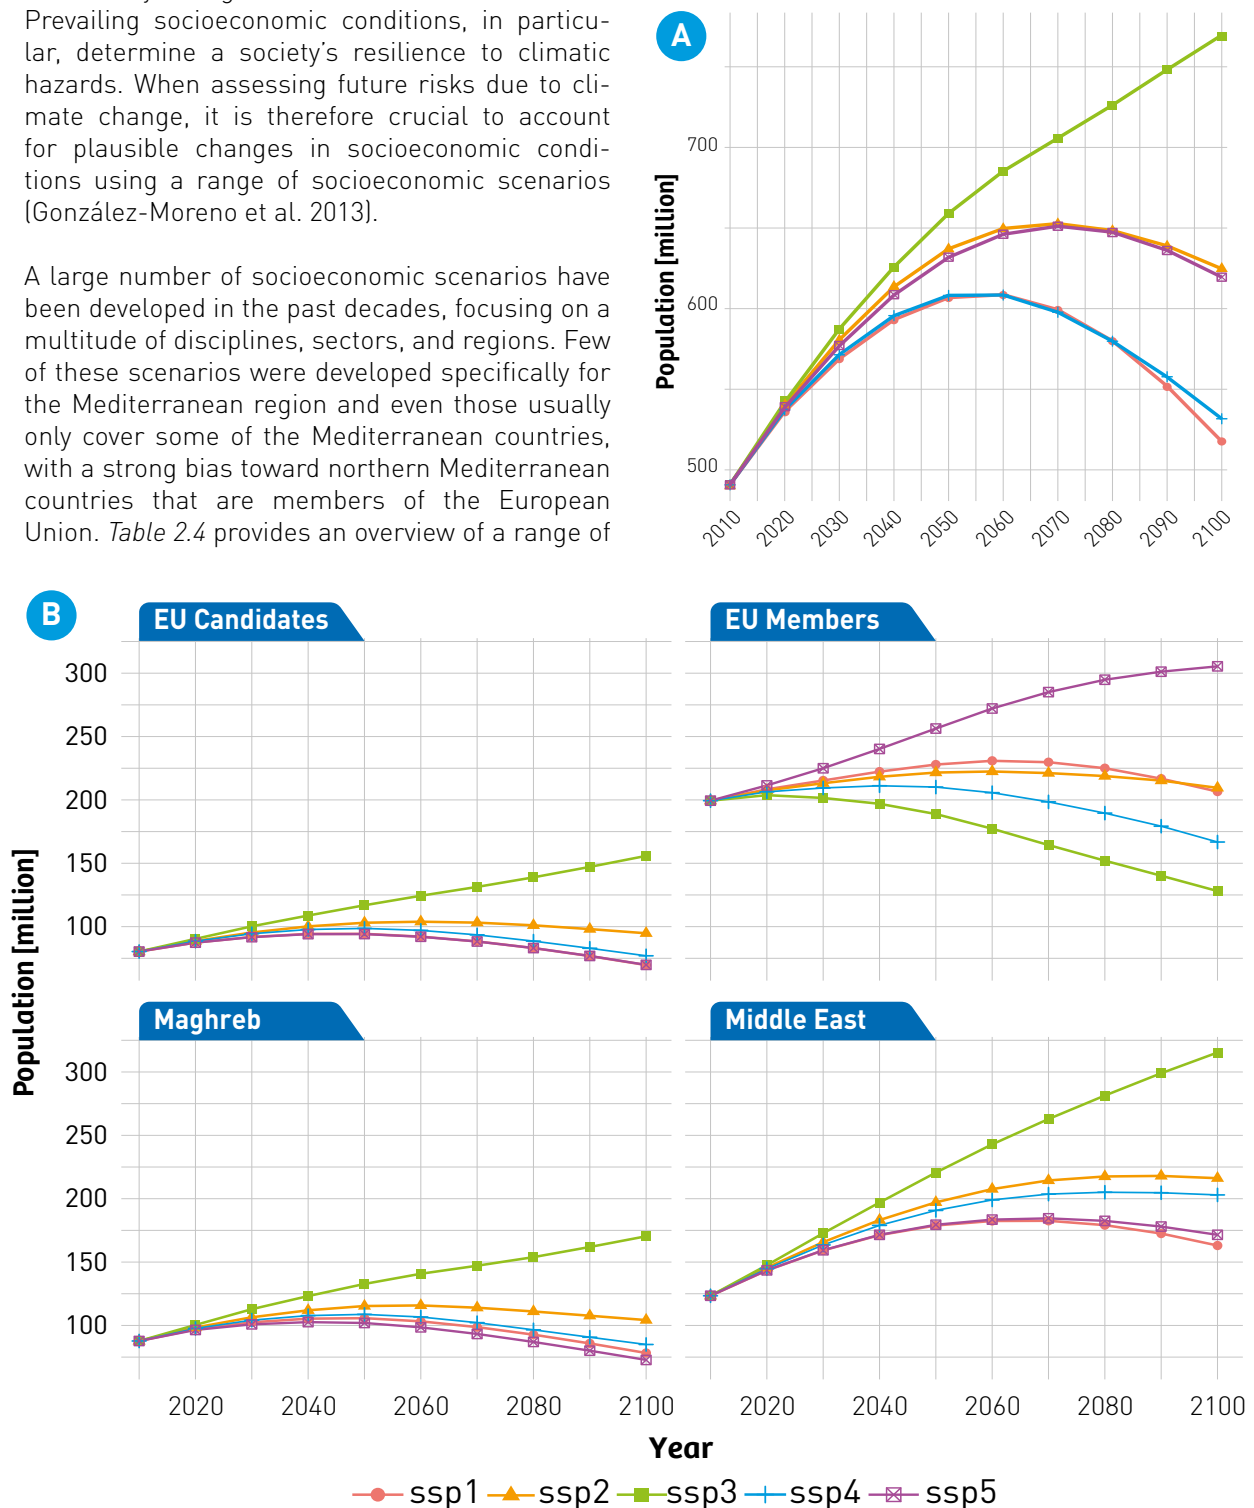 Prevailing socioeconomic conditions, in particu-
lar, determine a society’s resilience to climatic
hazards. When assessing future risks due to cli-
mate change, it is therefore crucial to account
for plausible changes in socioeconomic condi-
tions using a range of socioeconomic scenarios
(González-Moreno et al. 2013).
A large number of socioeconomic scenarios have
been developed in the past decades, focusing on a
multitude of disciplines, sectors, and regions. Few
of these scenarios were developed specifically for
the Mediterranean region and even those usually
only cover some of the Mediterranean countries,
with a strong bias toward northern Mediterranean
countries that are members of the European
Union. Table 2.4 provides an overview of a range of
A
Population [million]
700
600
500
2010 2020 2030 2040 2050 2060 2070 2080 2090 2100
B
Population [million]
EU Candidates
EU Members
300
250
200
150
100
Maghreb
Middle East
300
250
200
150
100
2020 2040 2060 2080 2100
2020 2040 2060 2080 2100
Year
ssp1 ssp2 ssp3 ssp4 ssp5